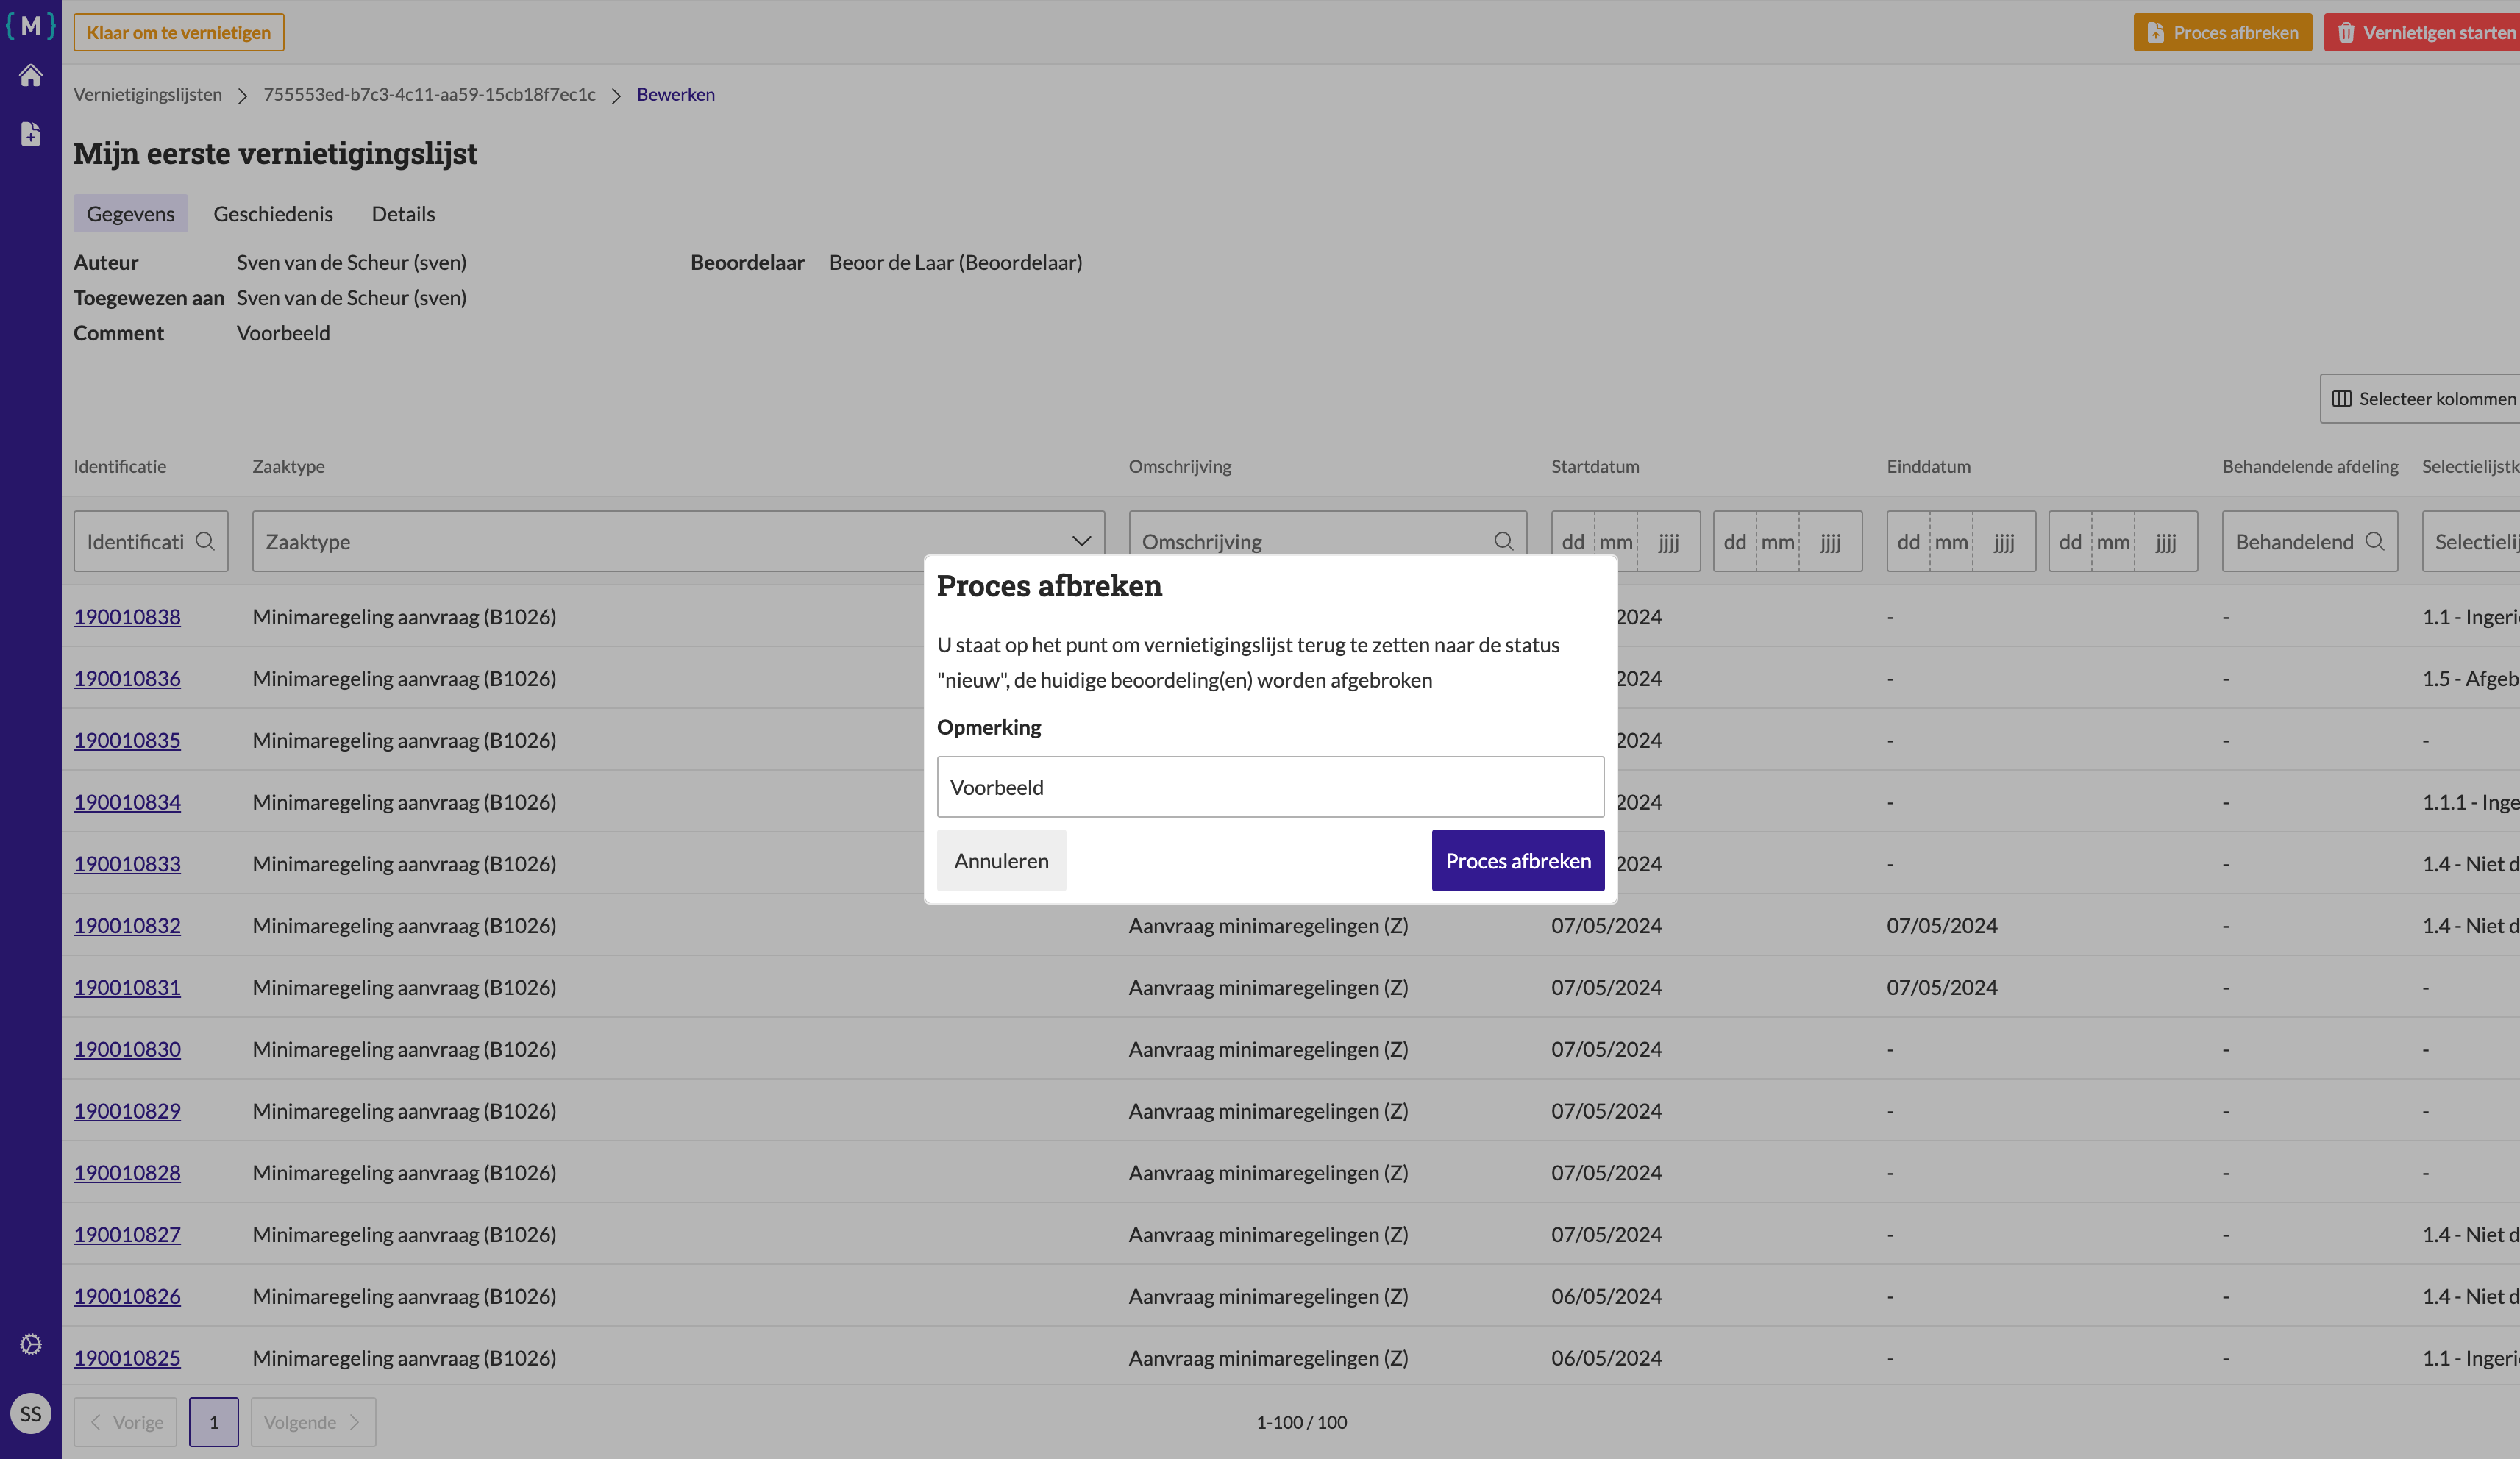 {M}
Klaar om te vernietigen
Proces afbreken
Vernietigen starten
Vernietigingslijsten > 755553ed-b7c3-4c11-aa59-15cb18f7ec1c > Bewerken
Mijn eerste vernietigingslijst
Gegevens Geschiedenis Details
Auteur Sven van de Scheur (sven) Beoordelaar Beoor de Laar (Beoordelaar)
Toegewezen aan Sven van de Scheur (sven)
Comment Voorbeeld
Selecteer kolommen
Identificatie Zaaktype Omschrijving Startdatum Einddatum Behandelende afdeling Selectielijstk
Identificati Zaaktype Omschrijving dd mm jjjj dd mm jjjj dd mm jjjj dd mm jjjj Behandelend Selectielij
Proces afbreken
U staat op het punt om vernietigingslijst terug te zetten naar de status
"nieuw", de huidige beoordeling(en) worden afgebroken
Opmerking
Voorbeeld
Annuleren Proces afbreken
190010838 Minimaregeling aanvraag (B1026) 2024 - - 1.1 - Ingeri
190010836 Minimaregeling aanvraag (B1026) 2024 - - 1.5 - Afgeb
190010835 Minimaregeling aanvraag (B1026) 2024 - - -
190010834 Minimaregeling aanvraag (B1026) 2024 - - 1.1.1 - Inge
190010833 Minimaregeling aanvraag (B1026) 2024 - - 1.4 - Niet d
190010832 Minimaregeling aanvraag (B1026) Aanvraag minimaregelingen (Z) 07/05/2024 07/05/2024 - 1.4 - Niet d
190010831 Minimaregeling aanvraag (B1026) Aanvraag minimaregelingen (Z) 07/05/2024 07/05/2024 - -
190010830 Minimaregeling aanvraag (B1026) Aanvraag minimaregelingen (Z) 07/05/2024 - - -
190010829 Minimaregeling aanvraag (B1026) Aanvraag minimaregelingen (Z) 07/05/2024 - - -
190010828 Minimaregeling aanvraag (B1026) Aanvraag minimaregelingen (Z) 07/05/2024 - - -
190010827 Minimaregeling aanvraag (B1026) Aanvraag minimaregelingen (Z) 07/05/2024 - - 1.4 - Niet d
190010826 Minimaregeling aanvraag (B1026) Aanvraag minimaregelingen (Z) 06/05/2024 - - 1.4 - Niet d
190010825 Minimaregeling aanvraag (B1026) Aanvraag minimaregelingen (Z) 06/05/2024 - - 1.1 - Ingeri
SS
Vorige 1 Volgende 1-100 / 100